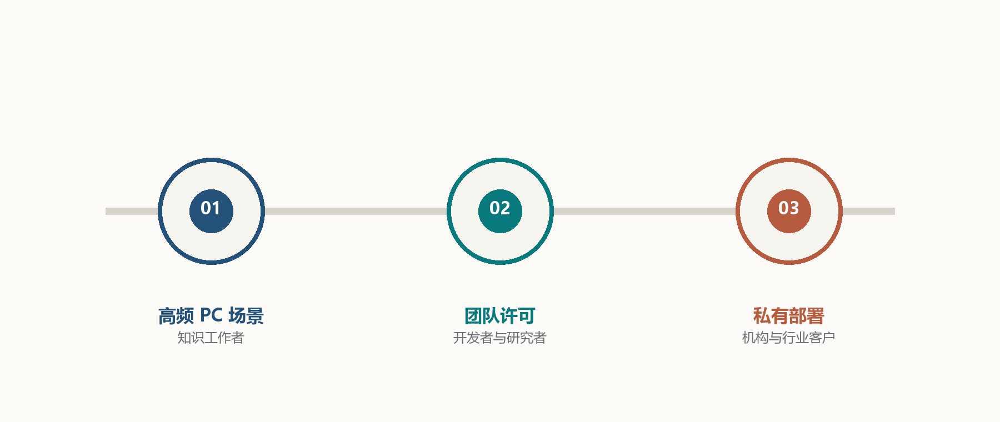 01
02
03
高频 PC 场景
团队许可
私有部署
知识工作者
开发者与研究者
机构与行业客户